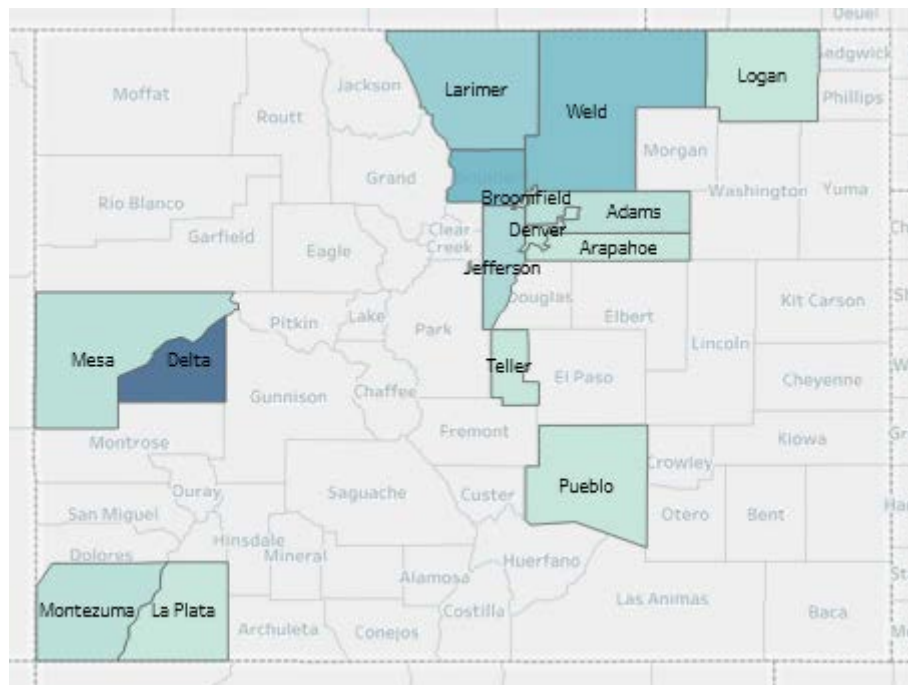 Deuel
Sedgwick
Jackson
Larimer
Logan
Moffat
Weld
Phillips
Routt
Morgan
Grand
Washington
Yuma
Rio Blanco
Broomfield
Adams
Garfield
Clear
Creek
Denver
Eagle
Arapahoe
Jefferson
Douglas
Kit Carson
Pitkin
Lake
Elbert
Park
Lincoln
Mesa
Delta
Teller
El Paso
Cheyenne
Chaffee
Gunnison
Fremont
Kiowa
Montrose
Crowley
Pueblo
Ouray
Saguache
Custer
Otero
Bent
San Miguel
Hinsdale
Dolores
Mineral
Huerfano
Alamosa
Montezuma
La Plata
Las Animas
Costilla
Baca
Archuleta
Conejos